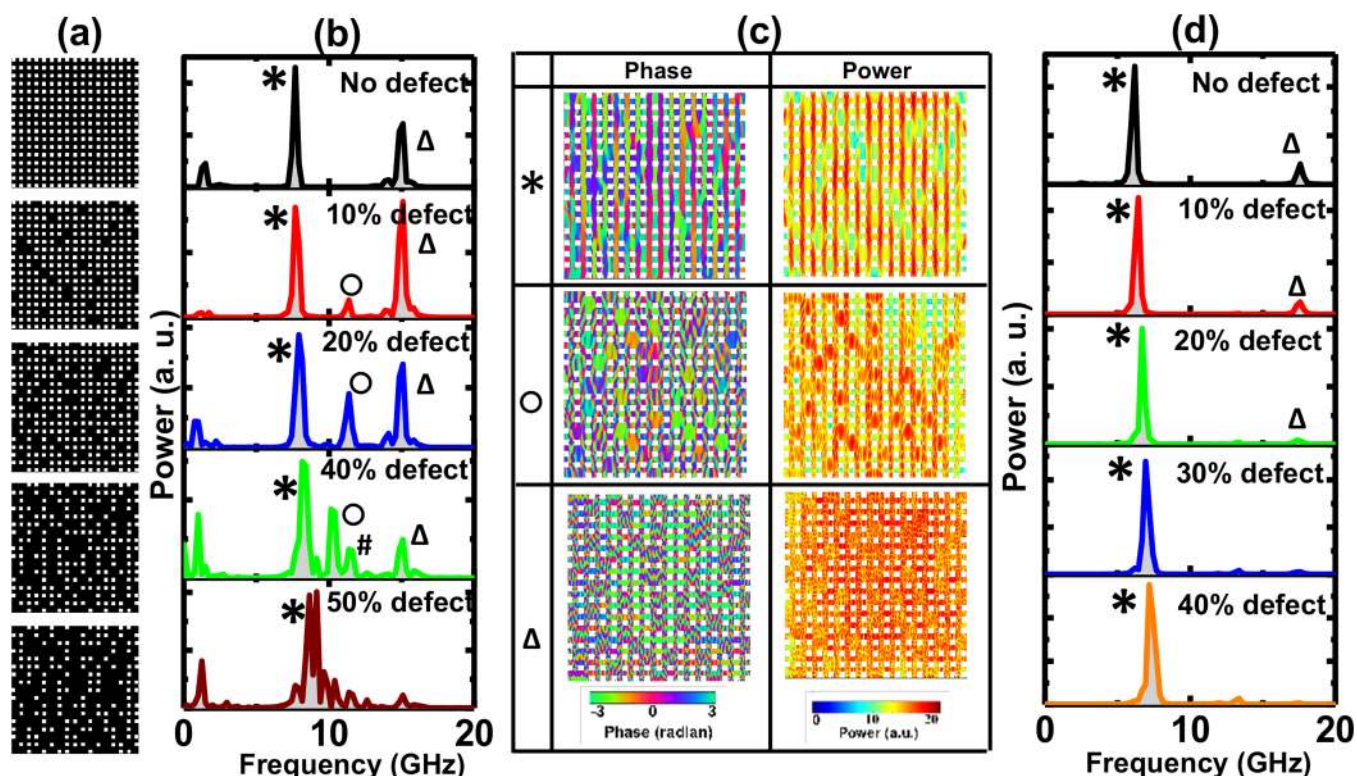 (a)
(b)
Power (a. u.)
No defect
*
Δ
10% defect
*
○
Δ
20% defect
*
○
Δ
40% defect
*
○
#
Δ
50% defect
*
0 10 20
Frequency (GHz)
(c)
Phase Power
*
○
Δ
-3 0 3
Phase (radian)
0 10 20
Power (a.u.)
(d)
Power (a. u.)
No defect
*
Δ
10% defect
*
Δ
20% defect
*
Δ
30% defect
*
40% defect
*
0 10 20
Frequency (GHz)